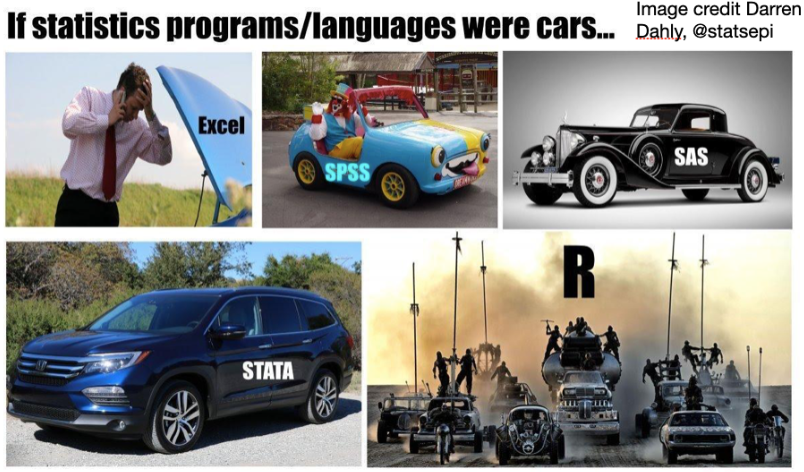 If statistics programs/languages were cars...
Image credit Darren
Dahly, @statsepi
Excel
SPSS
SAS
STATA
R